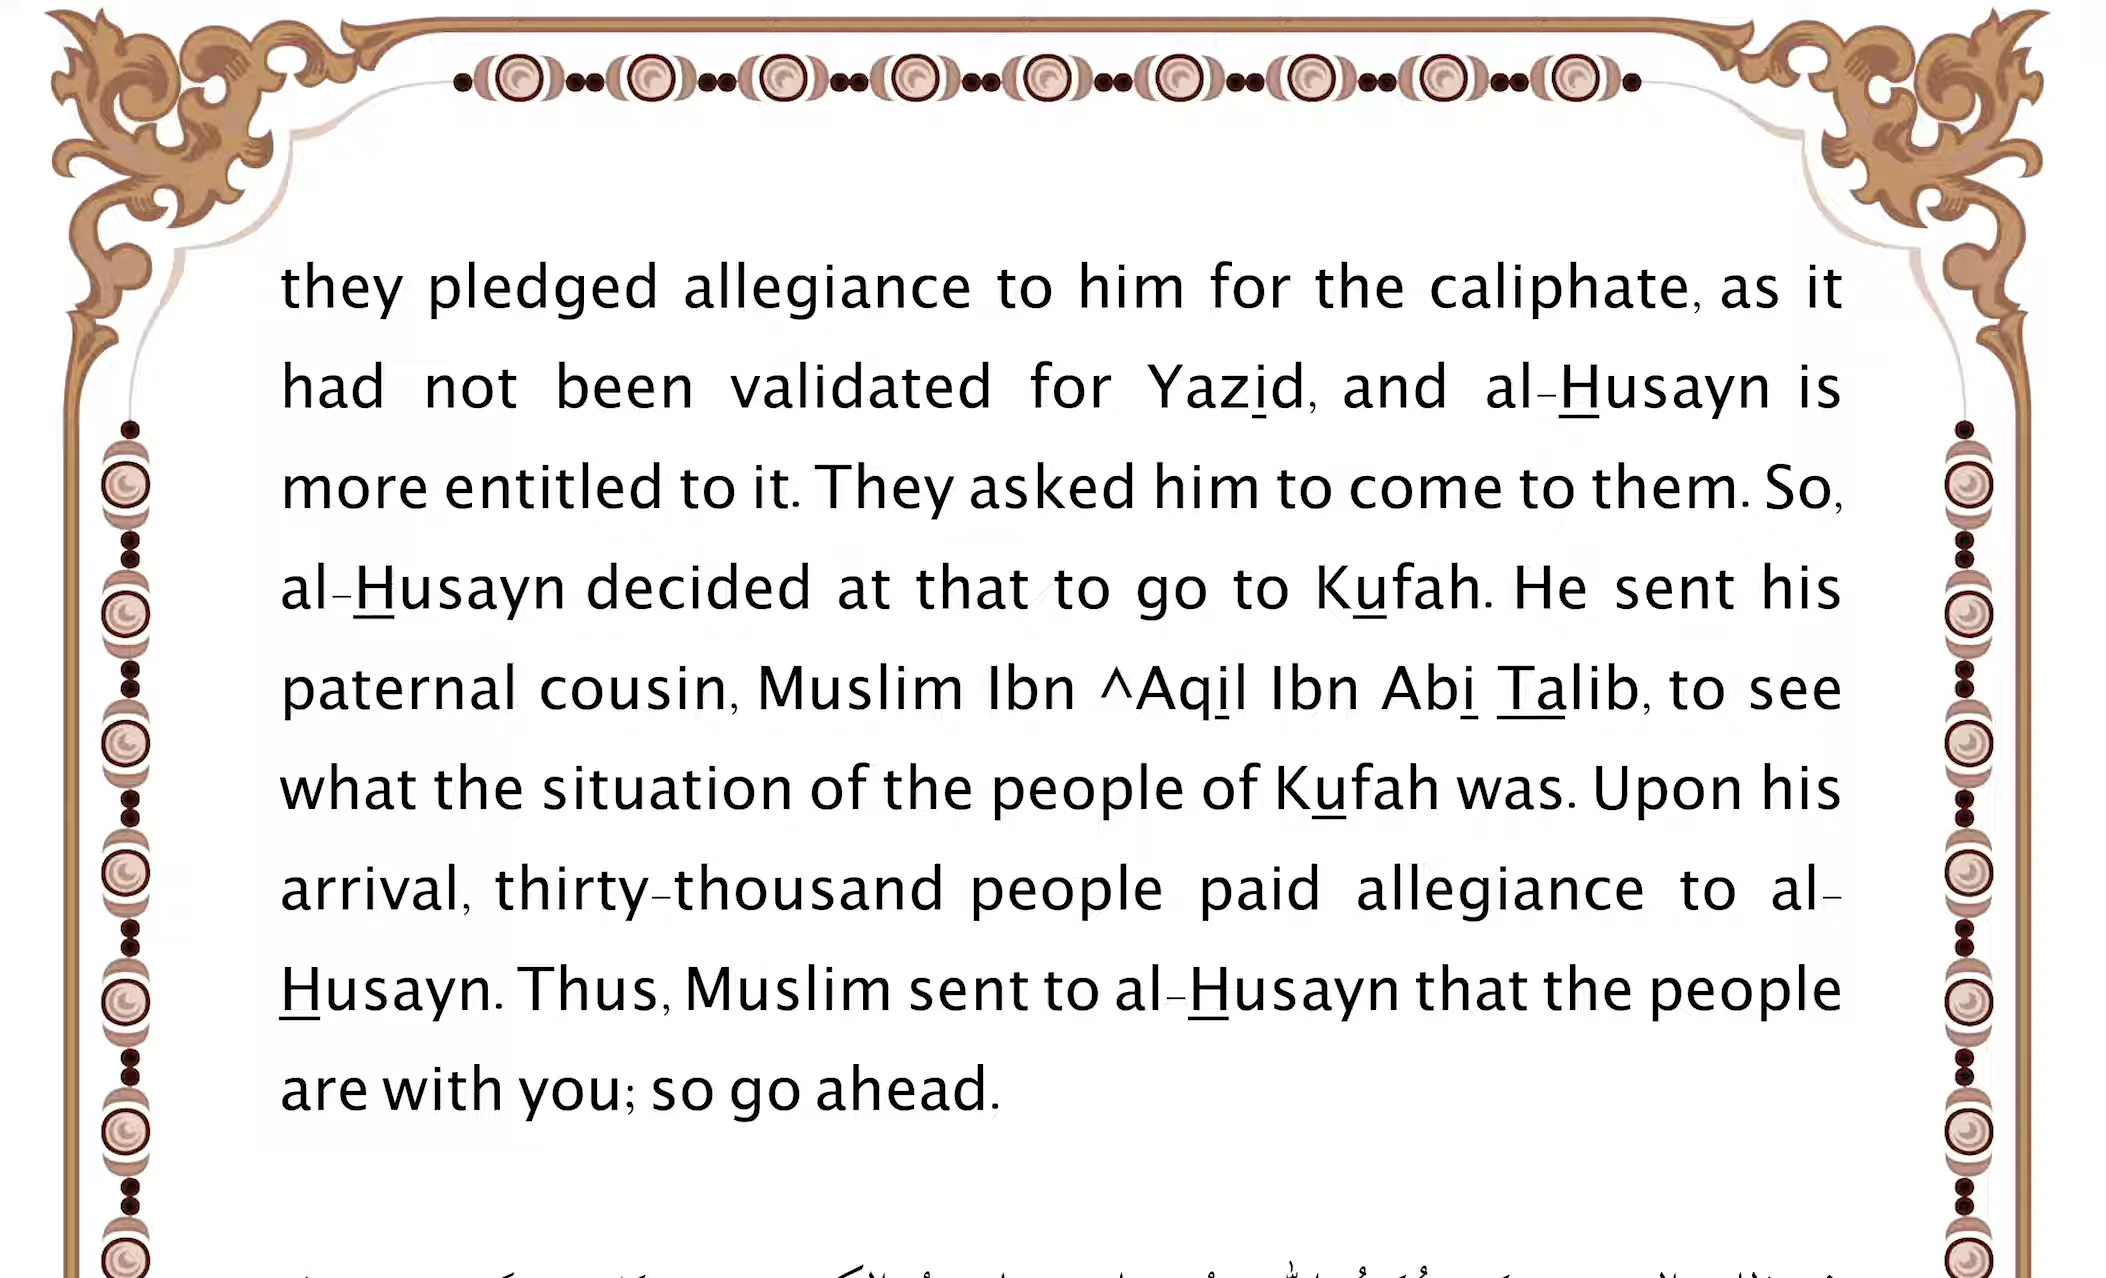 they pledged allegiance to him for the caliphate, as it
had not been validated for Yazid, and al-Husayn is
more entitled to it. They asked him to come to them. So,
al-Husayn decided at that to go to Kufah. He sent his
paternal cousin, Muslim Ibn ^Aqil Ibn Abi Talib, to see
what the situation of the people of Kufah was. Upon his
arrival, thirty-thousand people paid allegiance to al-
Husayn. Thus, Muslim sent to al-Husayn that the people
are with you; so go ahead.